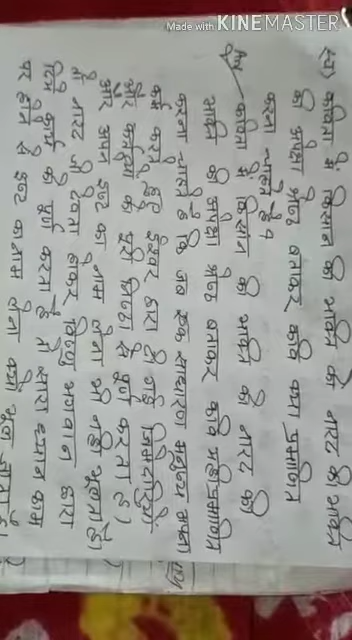 Made with KINEMASTER
(ख) कविता में किसान की भक्ति को नारद की भक्ति
की अपेक्षा श्रेष्ठ बताकर कवि क्या प्रमाणित
करना चाहते हैं?
Ans कविता में किसान की भक्ति को नारद की
भक्ति की अपेक्षा श्रेष्ठ बताकर कवि यही प्रमाणित
करना चाहते हैं कि जब एक साधारण मनुष्य अपना
कर्म करते हुए ईश्वर द्वारा दी गई जिम्मेदारियों
और कर्तव्यों को पूरी निष्ठा से पूर्ण करता है।
और अपने इष्ट का नाम लेना भी नहीं भूलता है।
तो नारद जी देवता होकर विष्णु भगवान द्वारा
दिये कार्य को पूर्ण करता है तो सारा ध्यान काम
पर होने से इष्ट का नाम लेना भूल जाता है।